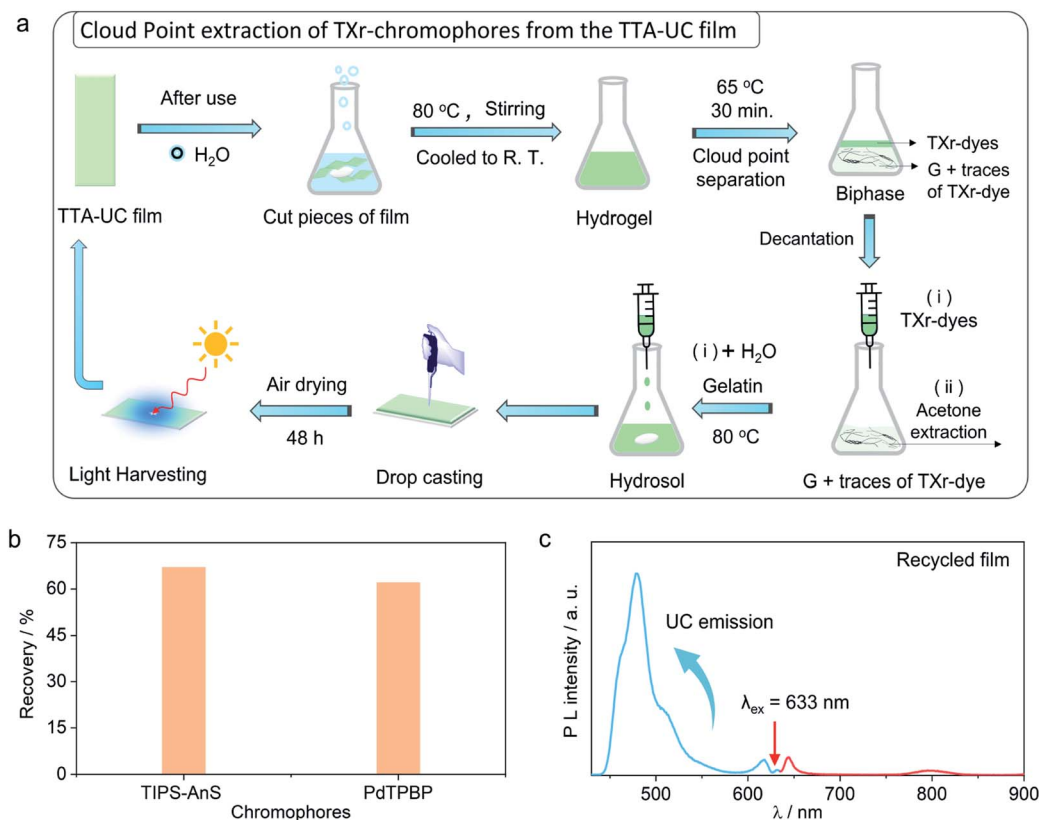 a
Cloud Point extraction of TXr-chromophores from the TTA-UC film
After use
H₂O
80 °C , Stirring
Cooled to R. T.
65 °C
30 min.
Cloud point
separation
TXr-dyes
G + traces
of TXr-dye
TTA-UC film
Cut pieces of film
Hydrogel
Biphase
Decantation
( i )
TXr-dyes
( i ) + H₂O
Gelatin
80 °C
( ii )
Acetone
extraction
Air drying
48 h
Light Harvesting
Drop casting
Hydrosol
G + traces of TXr-dye
b
Recovery / %
75
60
45
30
15
0
TIPS-AnS
PdTPBP
Chromophores
c
Recycled film
P L intensity / a. u.
UC emission
λex = 633 nm
500
600
700
800
900
λ / nm